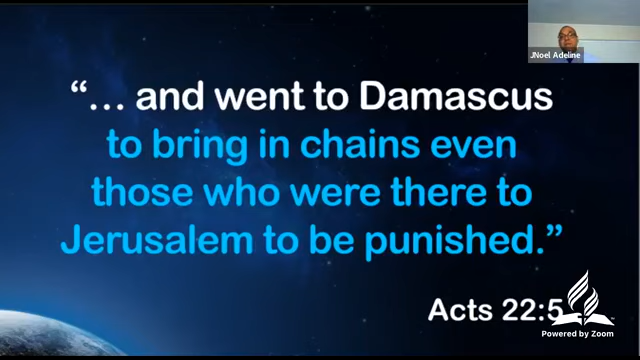 JNoel Adeline
“... and went to Damascus
to bring in chains even
those who were there to
Jerusalem to be punished.”
Acts 22:5
Powered by Zoom